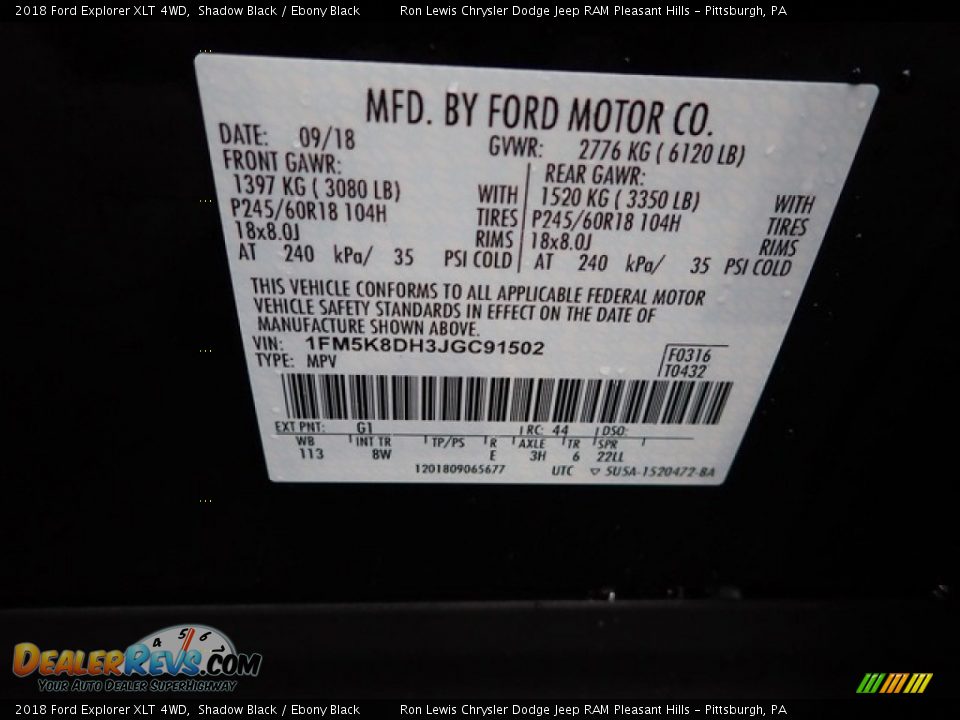 2018 Ford Explorer XLT 4WD, Shadow Black / Ebony Black Ron Lewis Chrysler Dodge Jeep RAM Pleasant Hills - Pittsburgh, PA
MFD. BY FORD MOTOR CO.
DATE: 09/18 GVWR: 2776 KG ( 6120 LB)
FRONT GAWR: REAR GAWR:
1397 KG ( 3080 LB) WITH 1520 KG ( 3350 LB) WITH
P245/60R18 104H TIRES P245/60R18 104H TIRES
18x8.0J RIMS 18x8.0J RIMS
AT 240 kPa/ 35 PSI COLD AT 240 kPa/ 35 PSI COLD
THIS VEHICLE CONFORMS TO ALL APPLICABLE FEDERAL MOTOR
VEHICLE SAFETY STANDARDS IN EFFECT ON THE DATE OF
MANUFACTURE SHOWN ABOVE.
VIN: 1FM5K8DH3JGC91502 F0316
TYPE: MPV T0432
EXT PNT: G1 RC: 44 DSO:
WB INT TR TP/PS R AXLE TR SPR
113 8W E 3H 6 22LL
1201809065677 UTC ▽ 5U5A-1520472-BA
4 5 6
DealerRevs.com
Your Auto Dealer SuperHighway
2018 Ford Explorer XLT 4WD, Shadow Black / Ebony Black Ron Lewis Chrysler Dodge Jeep RAM Pleasant Hills - Pittsburgh, PA